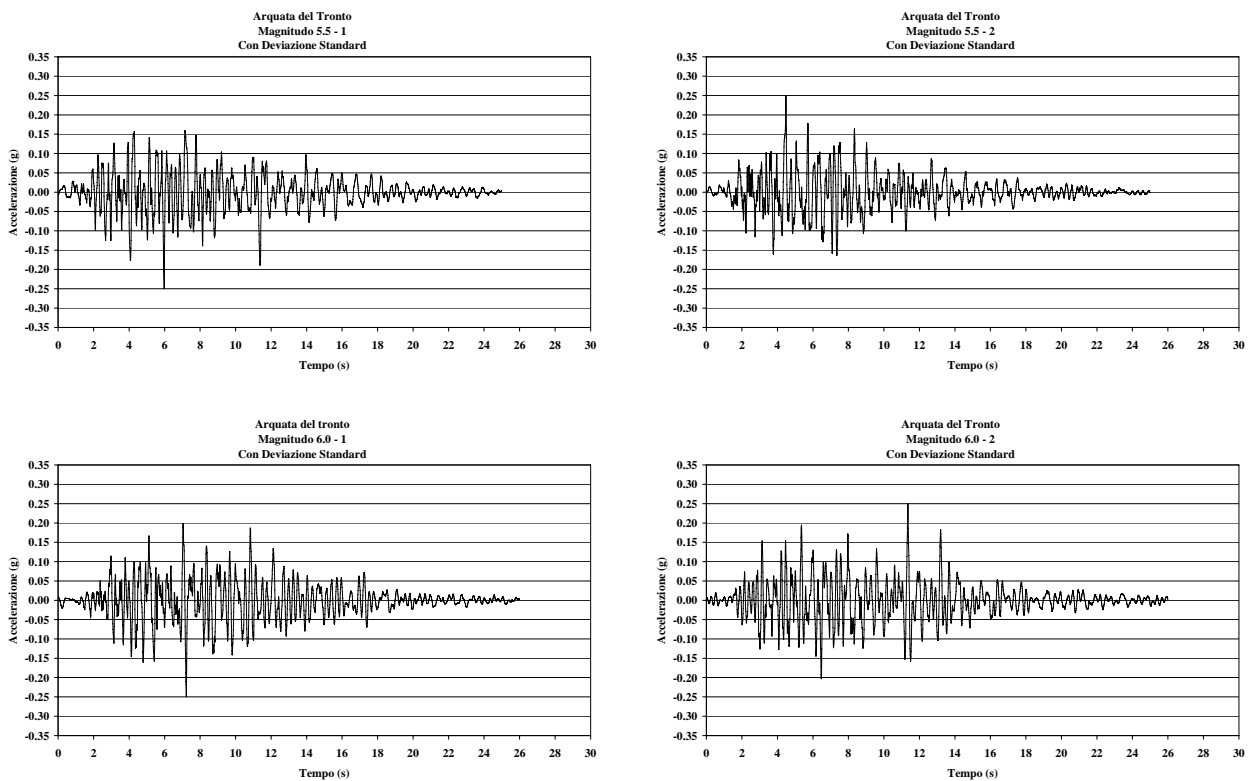 Arquata del Tronto
Magnitudo 5.5 - 1
Con Deviazione Standard
0.35
0.30
0.25
0.20
0.15
0.10
0.05
0.00
-0.05
-0.10
-0.15
-0.20
-0.25
-0.30
-0.35
Accelerazione (g)
0 2 4 6 8 10 12 14 16 18 20 22 24 26 28 30
Tempo (s)
Arquata del Tronto
Magnitudo 5.5 - 2
Con Deviazione Standard
0.35
0.30
0.25
0.20
0.15
0.10
0.05
0.00
-0.05
-0.10
-0.15
-0.20
-0.25
-0.30
-0.35
Accelerazione (g)
0 2 4 6 8 10 12 14 16 18 20 22 24 26 28 30
Tempo (s)
Arquata del tronto
Magnitudo 6.0 - 1
Con Deviazione Standard
0.35
0.30
0.25
0.20
0.15
0.10
0.05
0.00
-0.05
-0.10
-0.15
-0.20
-0.25
-0.30
-0.35
Accelerazione (g)
0 2 4 6 8 10 12 14 16 18 20 22 24 26 28 30
Tempo (s)
Arquata del Tronto
Magnitudo 6.0 - 2
Con Deviazione Standard
0.35
0.30
0.25
0.20
0.15
0.10
0.05
0.00
-0.05
-0.10
-0.15
-0.20
-0.25
-0.30
-0.35
Accelerazione (g)
0 2 4 6 8 10 12 14 16 18 20 22 24 26 28 30
Tempo (s)